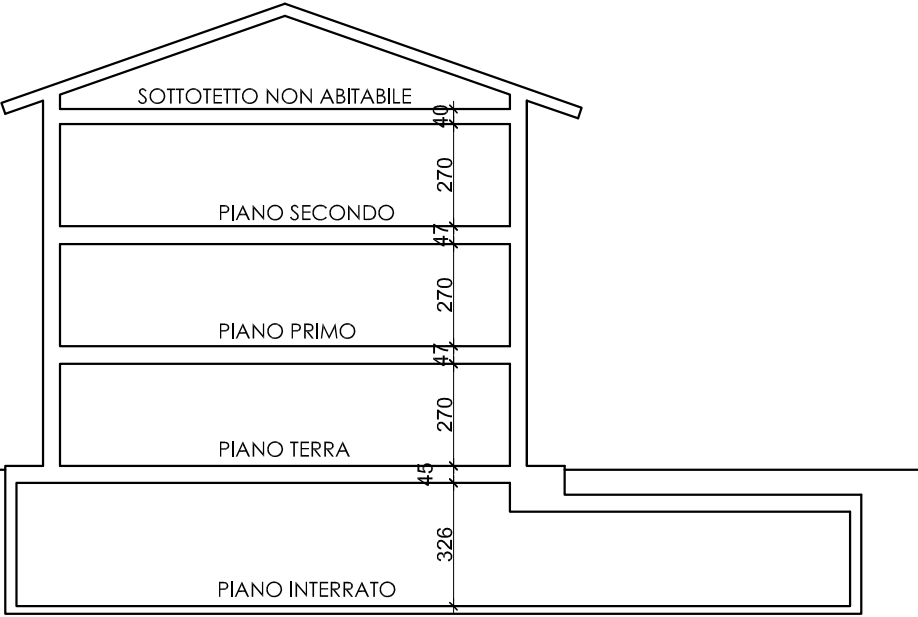 SOTTOTETTO NON ABITABILE
40
270
PIANO SECONDO
47
270
PIANO PRIMO
47
270
PIANO TERRA
45
326
PIANO INTERRATO